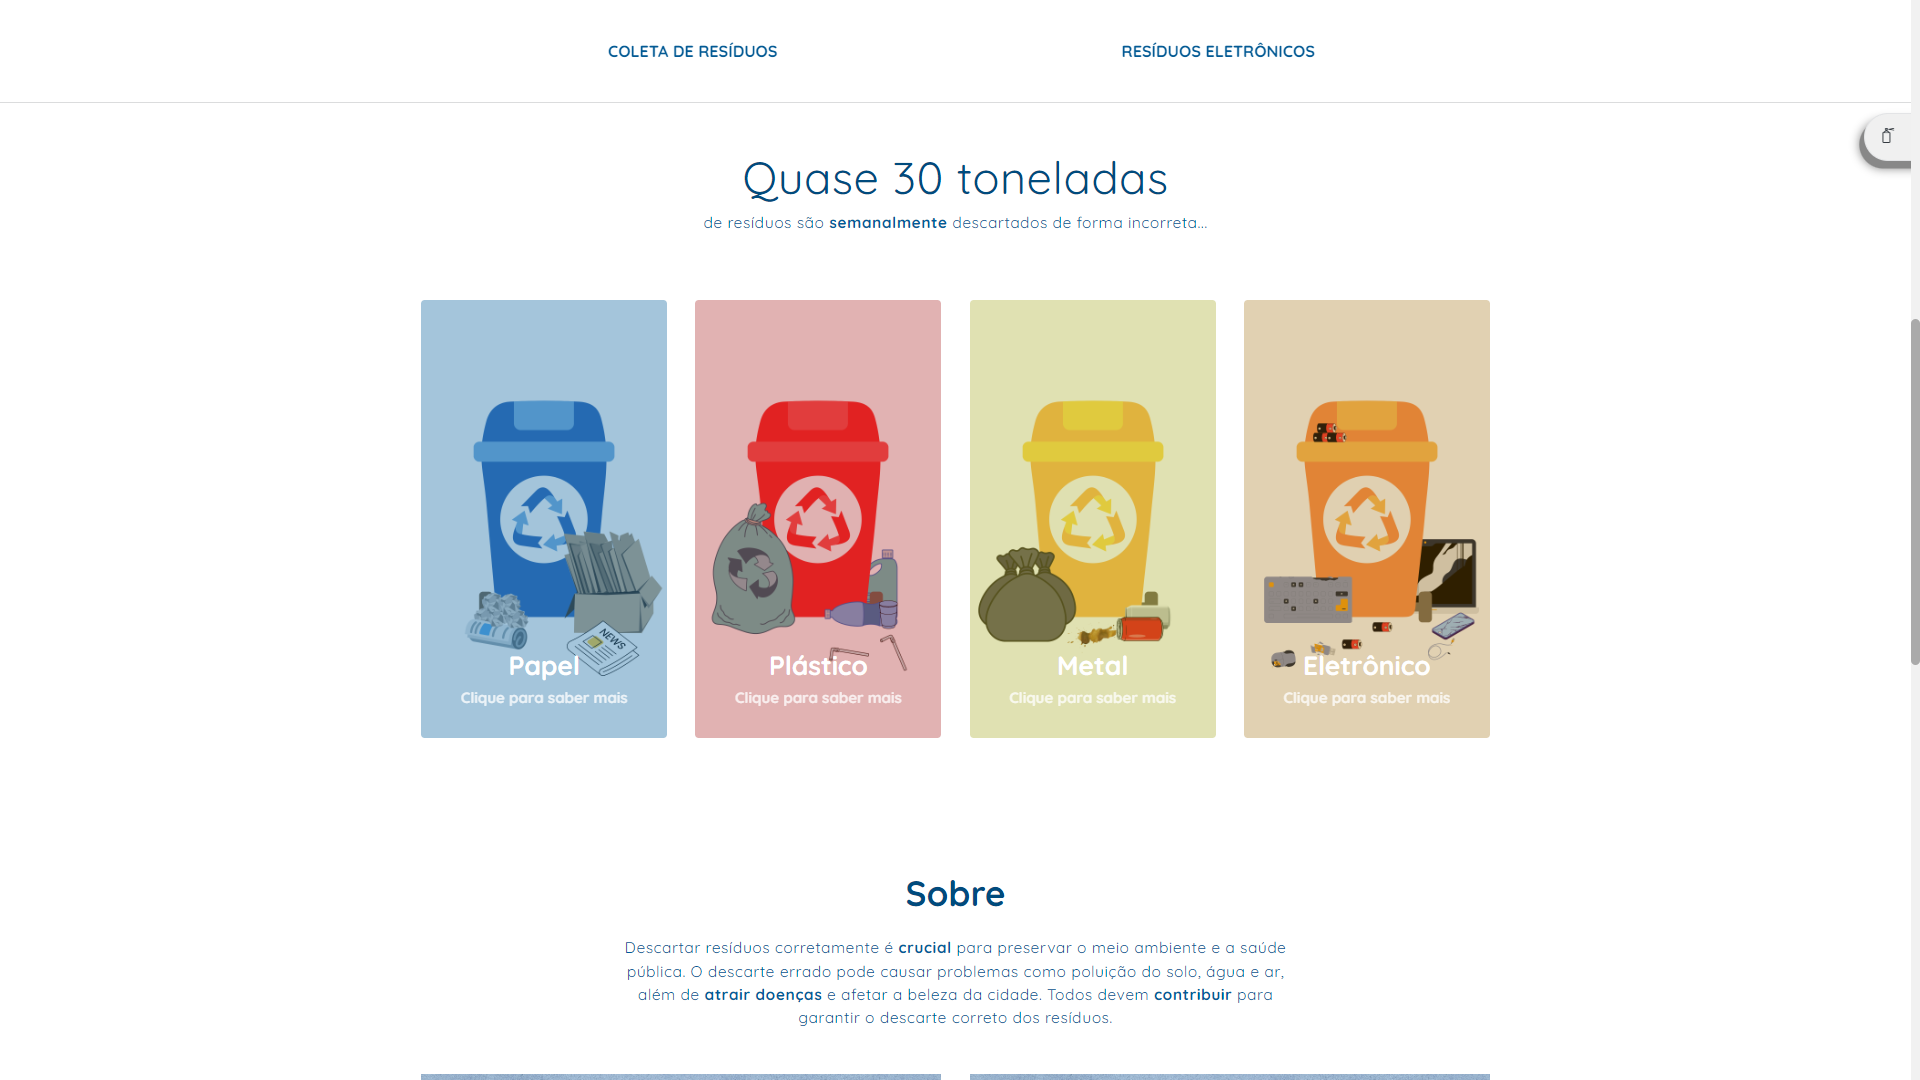 COLETA DE RESÍDUOS
RESÍDUOS ELETRÔNICOS
Quase 30 toneladas
de resíduos são semanalmente descartados de forma incorreta...
NEWS
Papel
Clique para saber mais
Plástico
Clique para saber mais
Metal
Clique para saber mais
Eletrônico
Clique para saber mais
Sobre
Descartar resíduos corretamente é crucial para preservar o meio ambiente e a saúde
pública. O descarte errado pode causar problemas como poluição do solo, água e ar,
além de atrair doenças e afetar a beleza da cidade. Todos devem contribuir para
garantir o descarte correto dos resíduos.